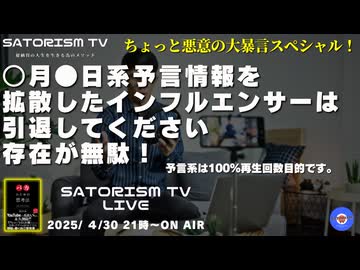 SATORISM TV
ちょっと悪意の大暴言スペシャル！
○月●日系予言情報を
拡散したインフルエンサーは
引退してください
存在が無駄！
予言系は100%再生回数目的です。
SATORISM TV
LIVE
2025/ 4/30 21時～ON AIR
バカ